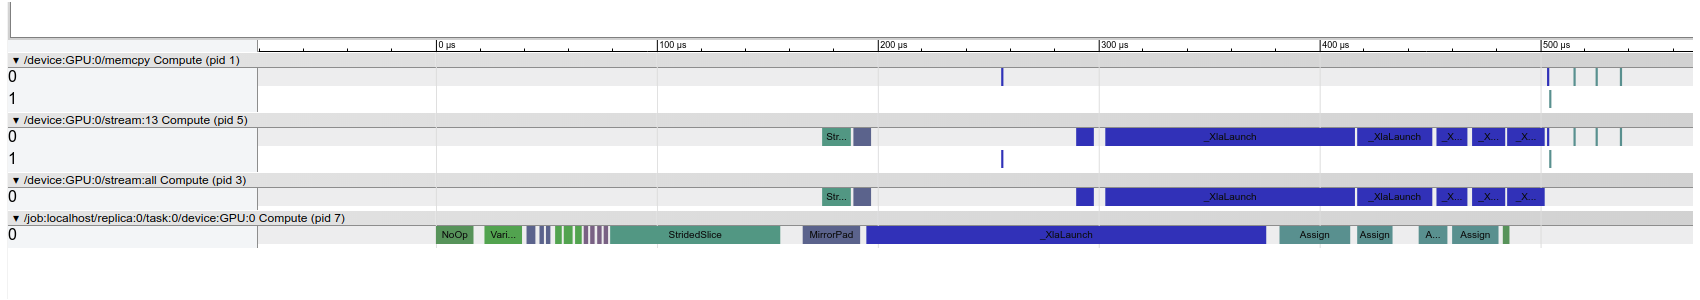 0 µs 100 µs 200 µs 300 µs 400 µs 500 µs
▼ /device:GPU:0/memcpy Compute (pid 1)
0
1
▼ /device:GPU:0/stream:13 Compute (pid 5)
0 Str... _XlaLaunch _XlaLaunch _X... _X... _X...
1
▼ /device:GPU:0/stream:all Compute (pid 3)
0 Str... _XlaLaunch _XlaLaunch _X... _X... _X...
▼ /job:localhost/replica:0/task:0/device:GPU:0 Compute (pid 7)
0 NoOp Vari... StridedSlice MirrorPad _XlaLaunch Assign Assign A... Assign